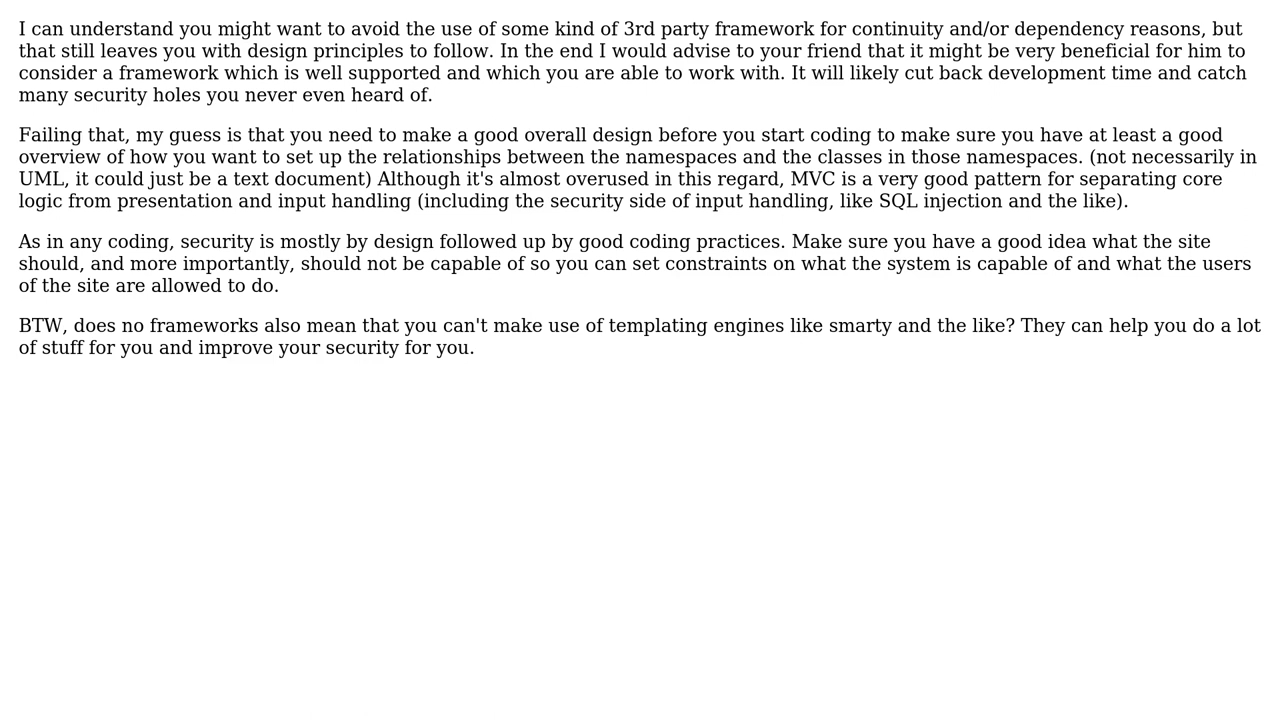 I can understand you might want to avoid the use of some kind of 3rd party framework for continuity and/or dependency reasons, but
that still leaves you with design principles to follow. In the end I would advise to your friend that it might be very beneficial for him to
consider a framework which is well supported and which you are able to work with. It will likely cut back development time and catch
many security holes you never even heard of.
Failing that, my guess is that you need to make a good overall design before you start coding to make sure you have at least a good
overview of how you want to set up the relationships between the namespaces and the classes in those namespaces. (not necessarily in
UML, it could just be a text document) Although it's almost overused in this regard, MVC is a very good pattern for separating core
logic from presentation and input handling (including the security side of input handling, like SQL injection and the like).
As in any coding, security is mostly by design followed up by good coding practices. Make sure you have a good idea what the site
should, and more importantly, should not be capable of so you can set constraints on what the system is capable of and what the users
of the site are allowed to do.
BTW, does no frameworks also mean that you can't make use of templating engines like smarty and the like? They can help you do a lot
of stuff for you and improve your security for you.